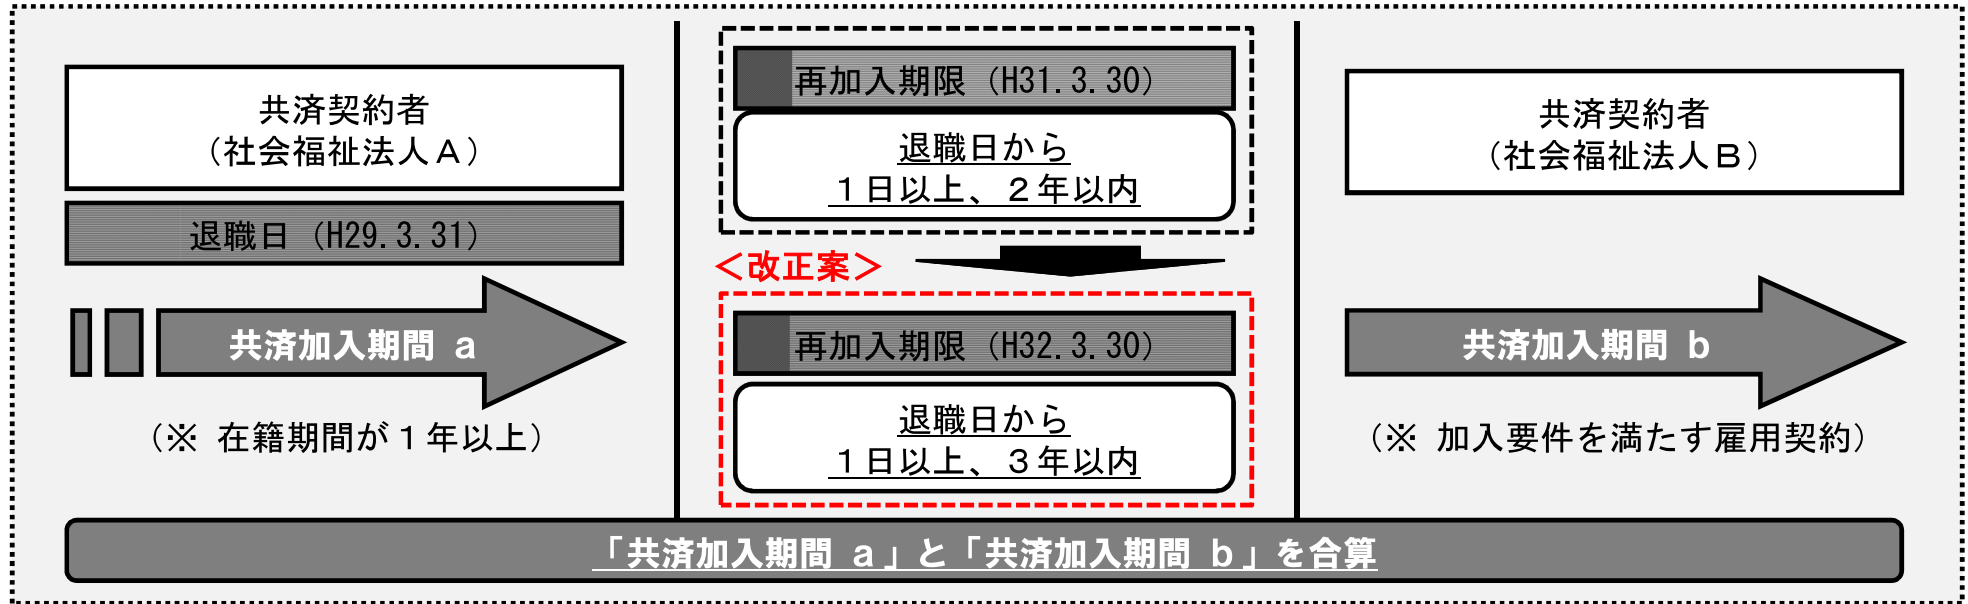 共済契約者
（社会福祉法人Ａ）
退職日（H29.3.31）
共済加入期間 ａ
（※ 在籍期間が１年以上）
再加入期限（H31.3.30）
退職日から
１日以上、２年以内
＜改正案＞
再加入期限（H32.3.30）
退職日から
１日以上、３年以内
共済契約者
（社会福祉法人Ｂ）
共済加入期間 ｂ
（※ 加入要件を満たす雇用契約）
「共済加入期間 ａ」と「共済加入期間 ｂ」を合算